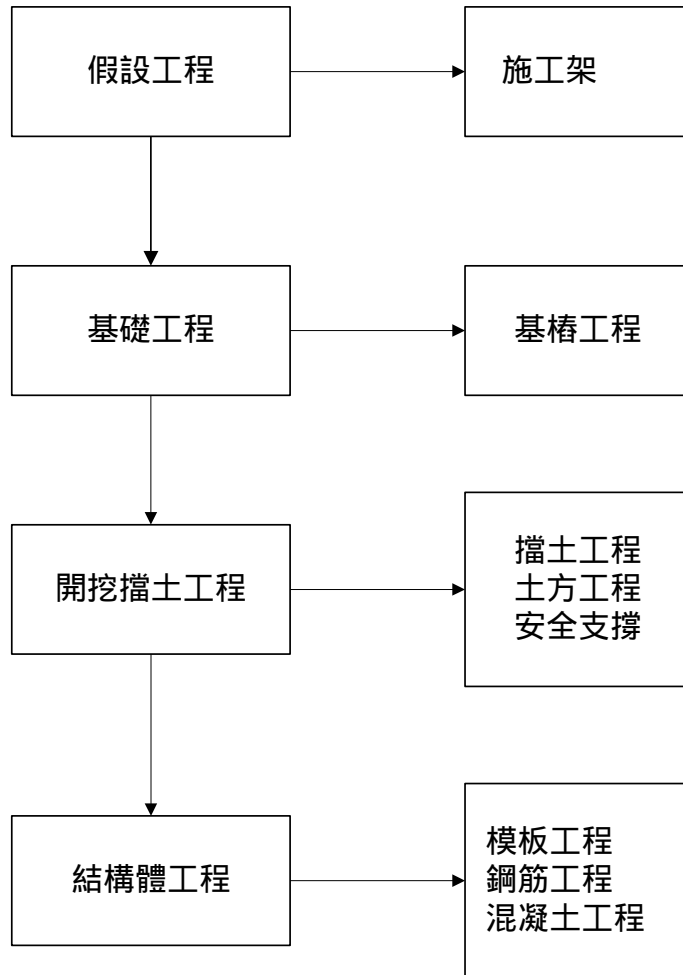 假設工程
施工架
基礎工程
基樁工程
開挖擋土工程
擋土工程
土方工程
安全支撐
結構體工程
模板工程
鋼筋工程
混凝土工程